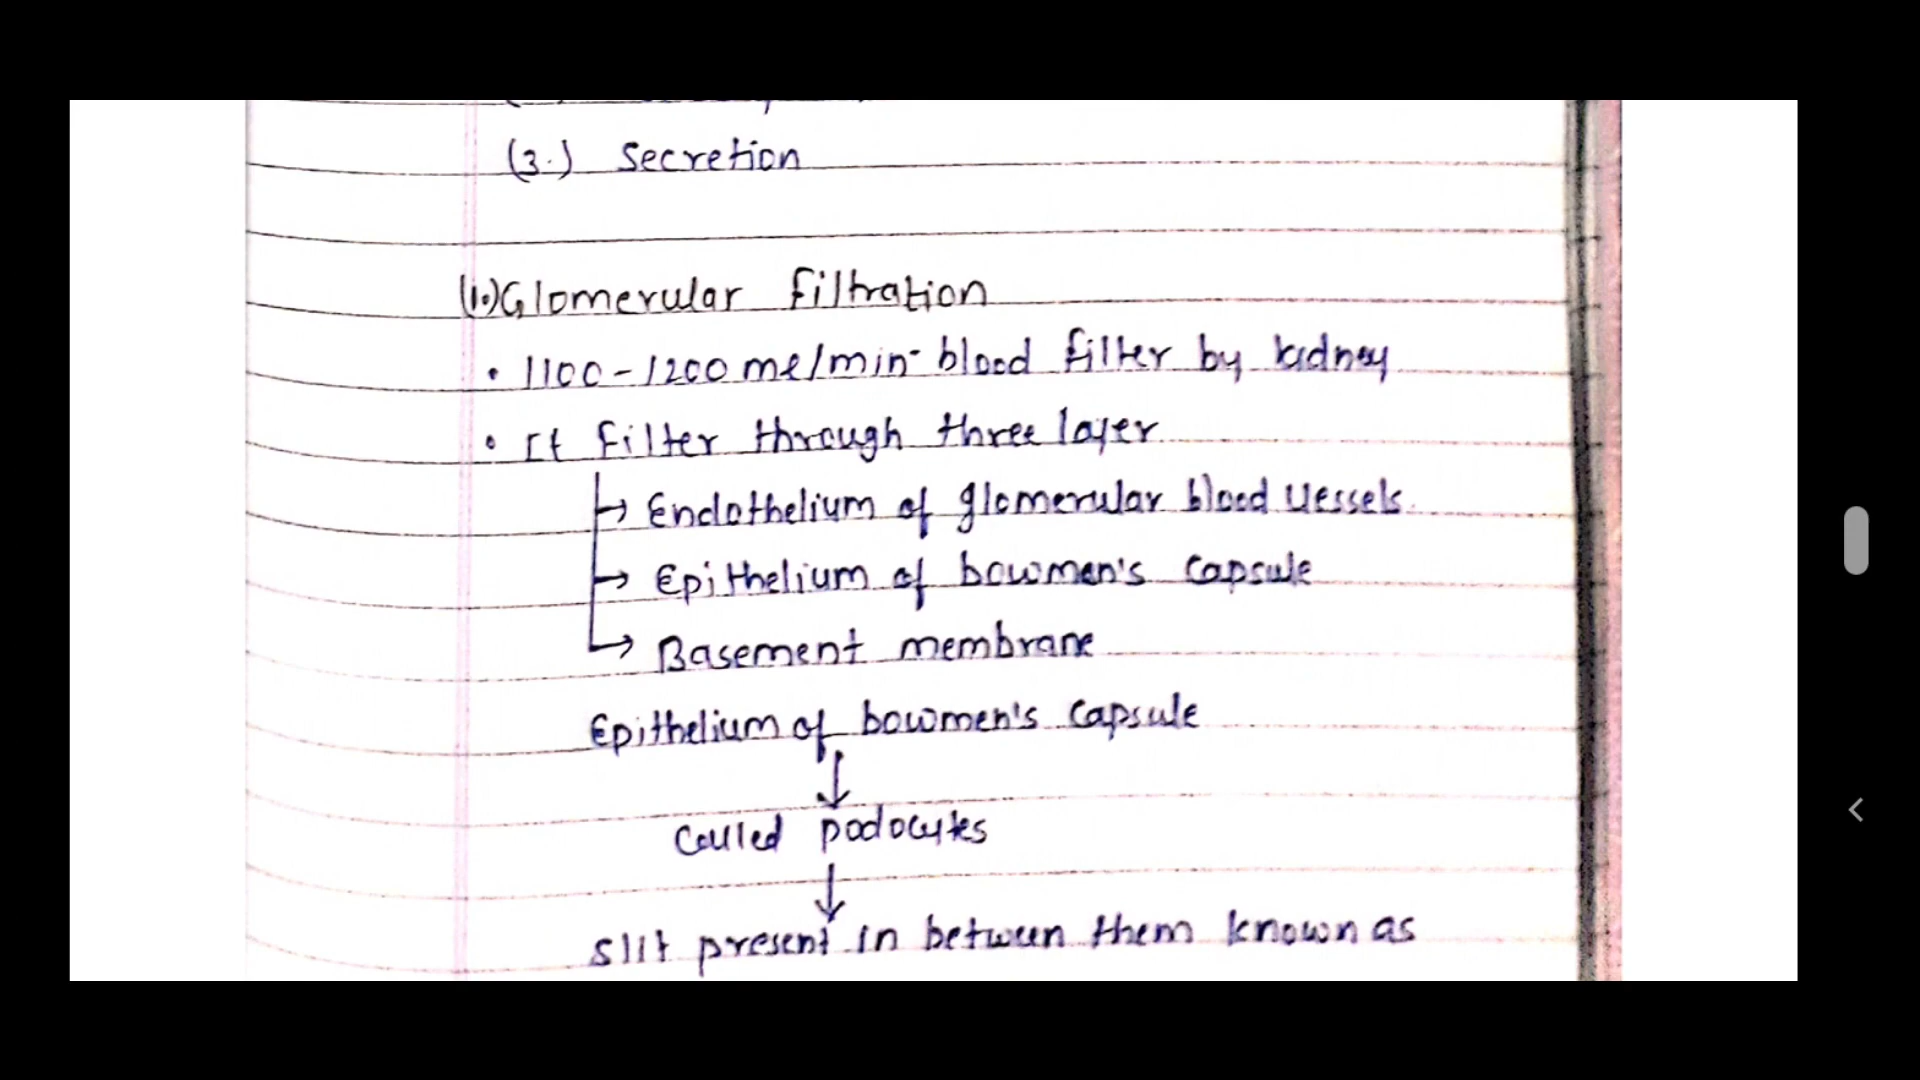 (3.) Secretion
(1.) Glomerular filtration
• 1100-1200 ml/min blood filter by kidney
• It filter through three layer
→ Endothelium of glomerular blood vessels
→ Epithelium of bowmen's capsule
→ Basement membrane
Epithelium of bowmen's capsule
↓
Called podocytes
↓
Slit present in between them known as